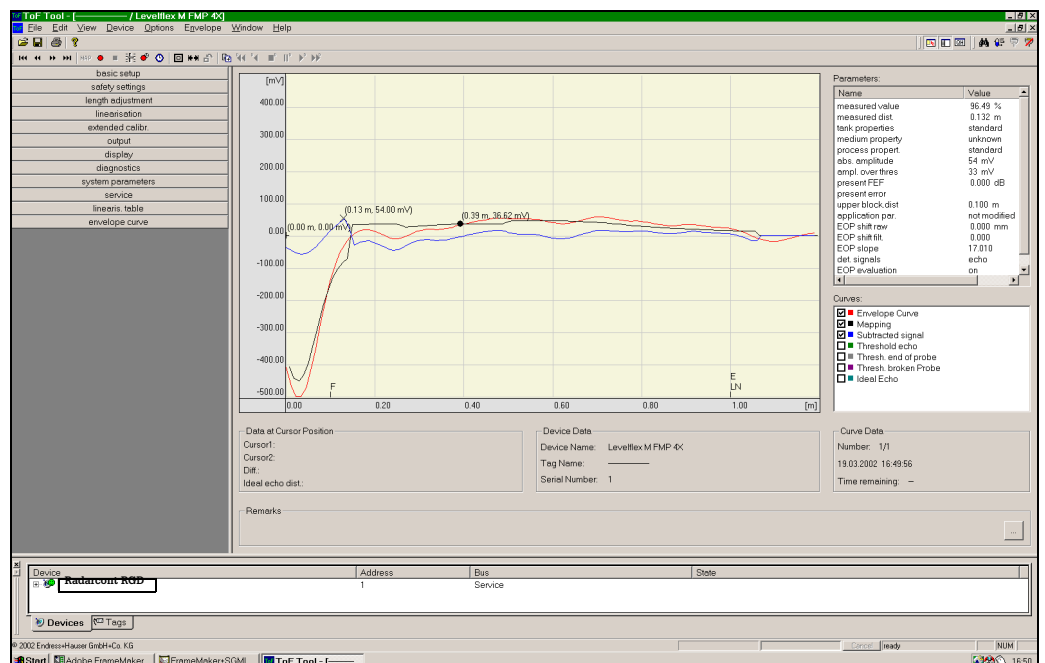 ToF Tool - [———— / Levelflex M FMP 4X]
File Edit View Device Options Envelope Window Help
MAP
basic setup
safety settings
length adjustment
linearisation
extended calibr.
output
display
diagnostics
system parameters
service
linearis. table
envelope curve
[mV]
400.00
300.00
200.00
100.00
0.00
-100.00
-200.00
-300.00
-400.00
-500.00
(0.00 m, 0.00 mV)
(0.13 m, 54.00 mV)
(0.39 m, 36.62 mV)
F
E
LN
0.00 0.20 0.40 0.60 0.80 1.00 [m]
Parameters:
Name Value
measured value 96.49 %
measured dist. 0.132 m
tank properties standard
medium property unknown
process propert. standard
abs. amplitude 54 mV
ampl. over thres 33 mV
present FEF 0.000 dB
present error
upper block.dist 0.100 m
application par. not modified
EOP shift raw 0.000 mm
EOP shift filt. 0.000
EOP slope 17.010
det. signals echo
EOP evaluation on
Curves:
Envelope Curve
Mapping
Subtracted signal
Threshold echo
Thresh. end of probe
Thresh. broken Probe
Ideal Echo
Data at Cursor Position
Cursor1:
Cursor2:
Diff.:
Ideal echo dist.:
Device Data
Device Name: Levelflex M FMP 4X
Tag Name: ————
Serial Number: 1
Curve Data
Number: 1/1
19.03.2002 16:49:56
Time remaining: –
Remarks
...
Device Address Bus State
Radarcont RGD 1 Service
Devices Tags
© 2002 Endress+Hauser GmbH+Co. KG Cancel ready NUM
Start Adobe FrameMaker FrameMaker+SGML ToF Tool - [——— 16:50